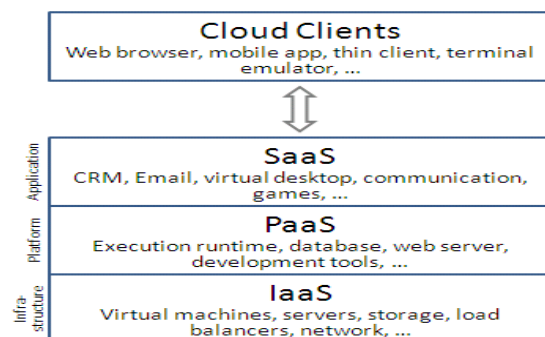 Cloud Clients
Web browser, mobile app, thin client, terminal
emulator, ...
Application
SaaS
CRM, Email, virtual desktop, communication,
games, ...
Platform
PaaS
Execution runtime, database, web server,
development tools, ...
Infra-
structure
IaaS
Virtual machines, servers, storage, load
balancers, network, ...